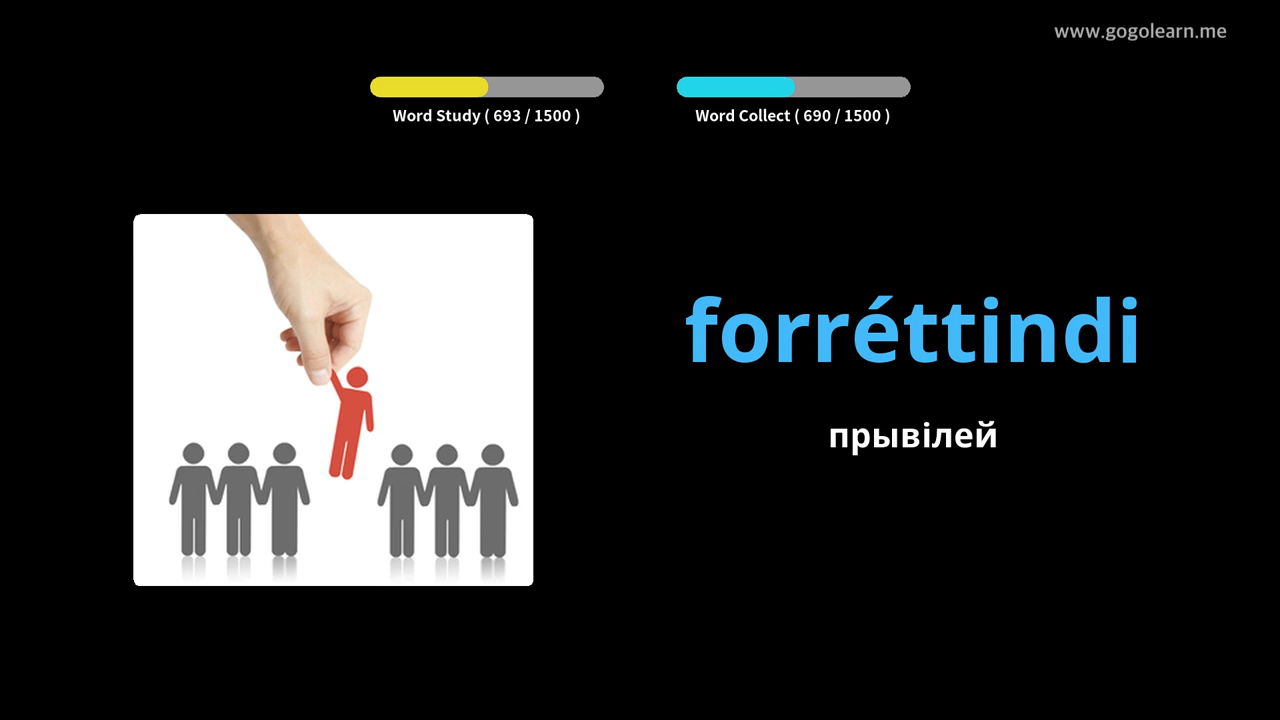 www.gogolearn.me
Word Study ( 693 / 1500 )
Word Collect ( 690 / 1500 )
forréttindi
прывілей